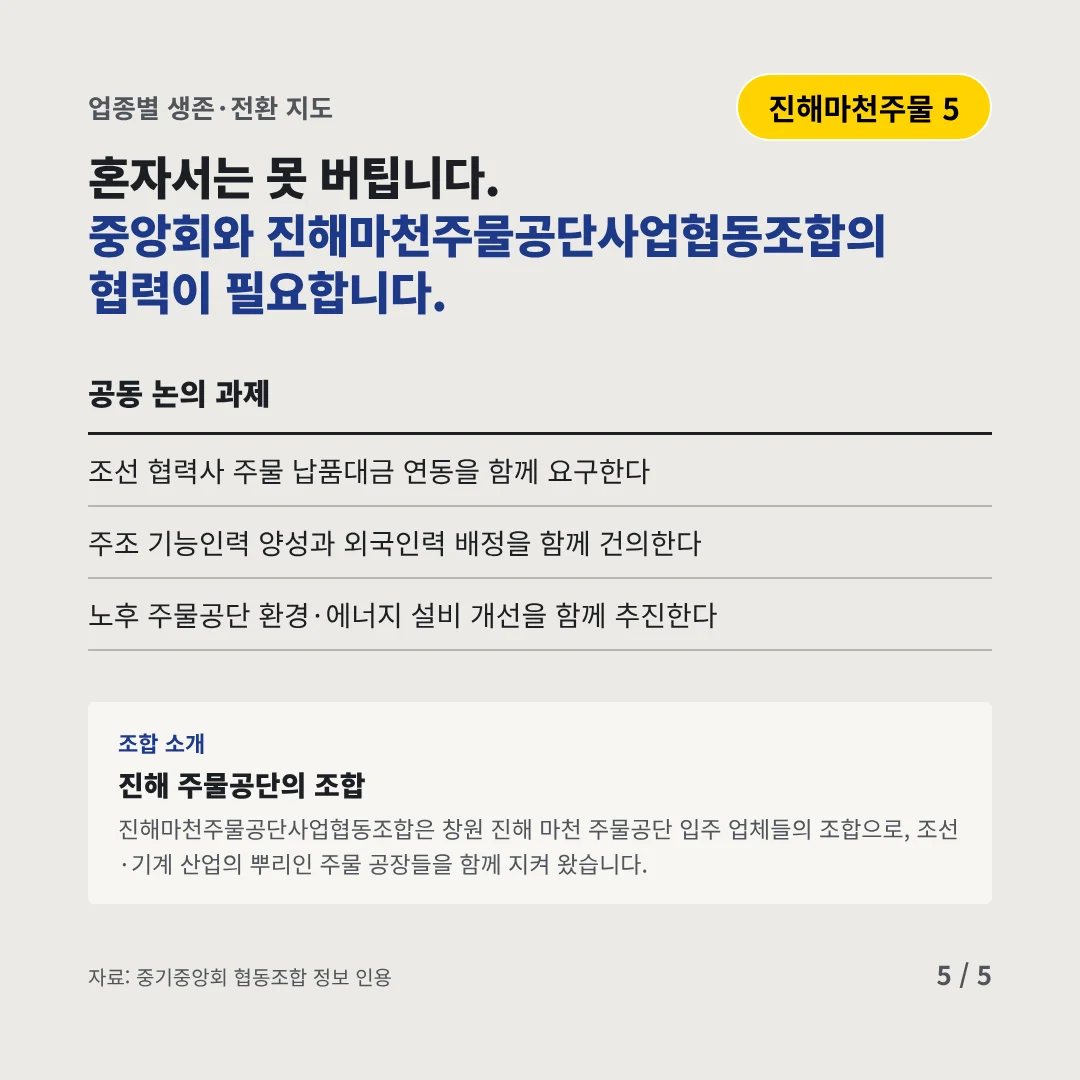 업종별 생존·전환 지도
진해마천주물 5
혼자서는 못 버팁니다.
중앙회와 진해마천주물공단사업협동조합의
협력이 필요합니다.
공동 논의 과제
조선 협력사 주물 납품대금 연동을 함께 요구한다
주조 기능인력 양성과 외국인력 배정을 함께 건의한다
노후 주물공단 환경·에너지 설비 개선을 함께 추진한다
조합 소개
진해 주물공단의 조합
진해마천주물공단사업협동조합은 창원 진해 마천 주물공단 입주 업체들의 조합으로, 조선
·기계 산업의 뿌리인 주물 공장들을 함께 지켜 왔습니다.
자료: 중기중앙회 협동조합 정보 인용
5 / 5